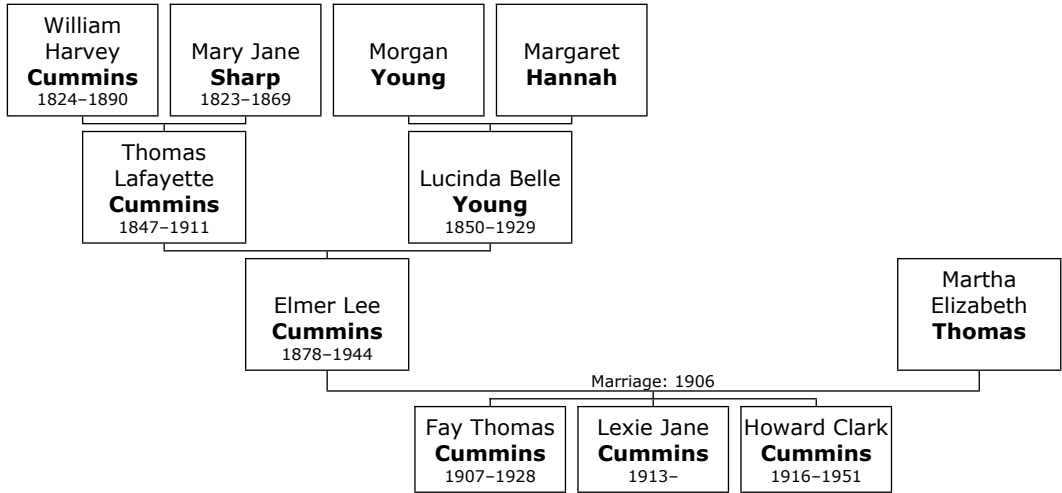 William
Harvey
Cummins
1824–1890
Mary Jane
Sharp
1823–1869
Morgan
Young
Margaret
Hannah
Thomas
Lafayette
Cummins
1847–1911
Lucinda Belle
Young
1850–1929
Elmer Lee
Cummins
1878–1944
Martha
Elizabeth
Thomas
Marriage: 1906
Fay Thomas
Cummins
1907–1928
Lexie Jane
Cummins
1913–
Howard Clark
Cummins
1916–1951